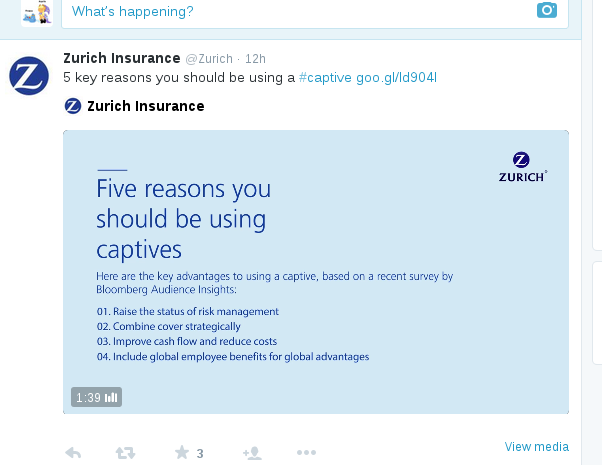 What's happening?
Zurich Insurance @Zurich · 12h
5 key reasons you should be using a #captive goo.gl/ld904l
Zurich Insurance
ZURICH
Five reasons you
should be using
captives
Here are the key advantages to using a captive, based on a recent survey by
Bloomberg Audience Insights:
01. Raise the status of risk management
02. Combine cover strategically
03. Improve cash flow and reduce costs
04. Include global employee benefits for global advantages
1:39
3
View media